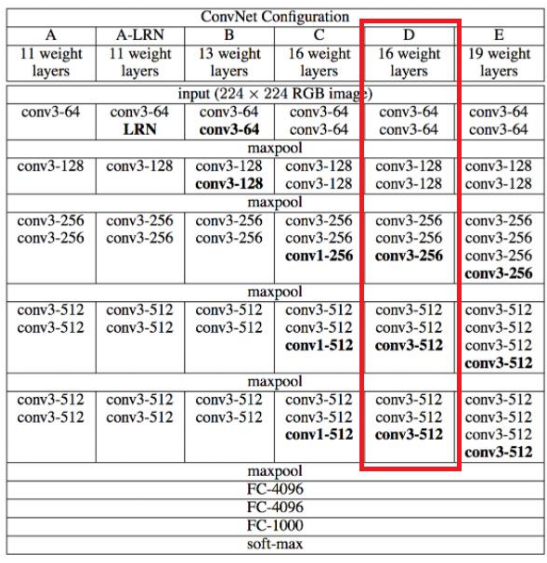 ConvNet Configuration
A A-LRN B C D E
11 weight 11 weight 13 weight 16 weight 16 weight 19 weight
layers layers layers layers layers layers
input (224 × 224 RGB image)
conv3-64 conv3-64 conv3-64 conv3-64 conv3-64 conv3-64
LRN conv3-64 conv3-64 conv3-64 conv3-64
maxpool
conv3-128 conv3-128 conv3-128 conv3-128 conv3-128 conv3-128
conv3-128 conv3-128 conv3-128 conv3-128
maxpool
conv3-256 conv3-256 conv3-256 conv3-256 conv3-256 conv3-256
conv3-256 conv3-256 conv3-256 conv3-256 conv3-256 conv3-256
conv1-256 conv3-256 conv3-256
conv3-256
maxpool
conv3-512 conv3-512 conv3-512 conv3-512 conv3-512 conv3-512
conv3-512 conv3-512 conv3-512 conv3-512 conv3-512 conv3-512
conv1-512 conv3-512 conv3-512
conv3-512
maxpool
conv3-512 conv3-512 conv3-512 conv3-512 conv3-512 conv3-512
conv3-512 conv3-512 conv3-512 conv3-512 conv3-512 conv3-512
conv1-512 conv3-512 conv3-512
conv3-512
maxpool
FC-4096
FC-4096
FC-1000
soft-max